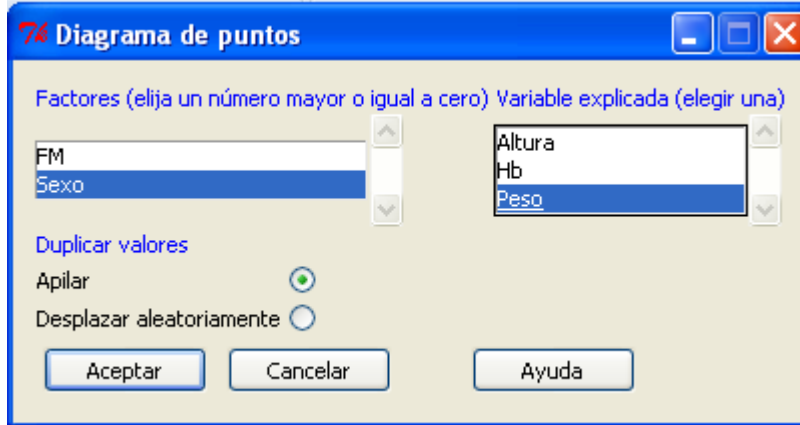 7% Diagrama de puntos
Factores (elija un número mayor o igual a cero) Variable explicada (elegir una)
FM
Sexo
Altura
Hb
Peso
Duplicar valores
Apilar
Desplazar aleatoriamente
Aceptar Cancelar Ayuda